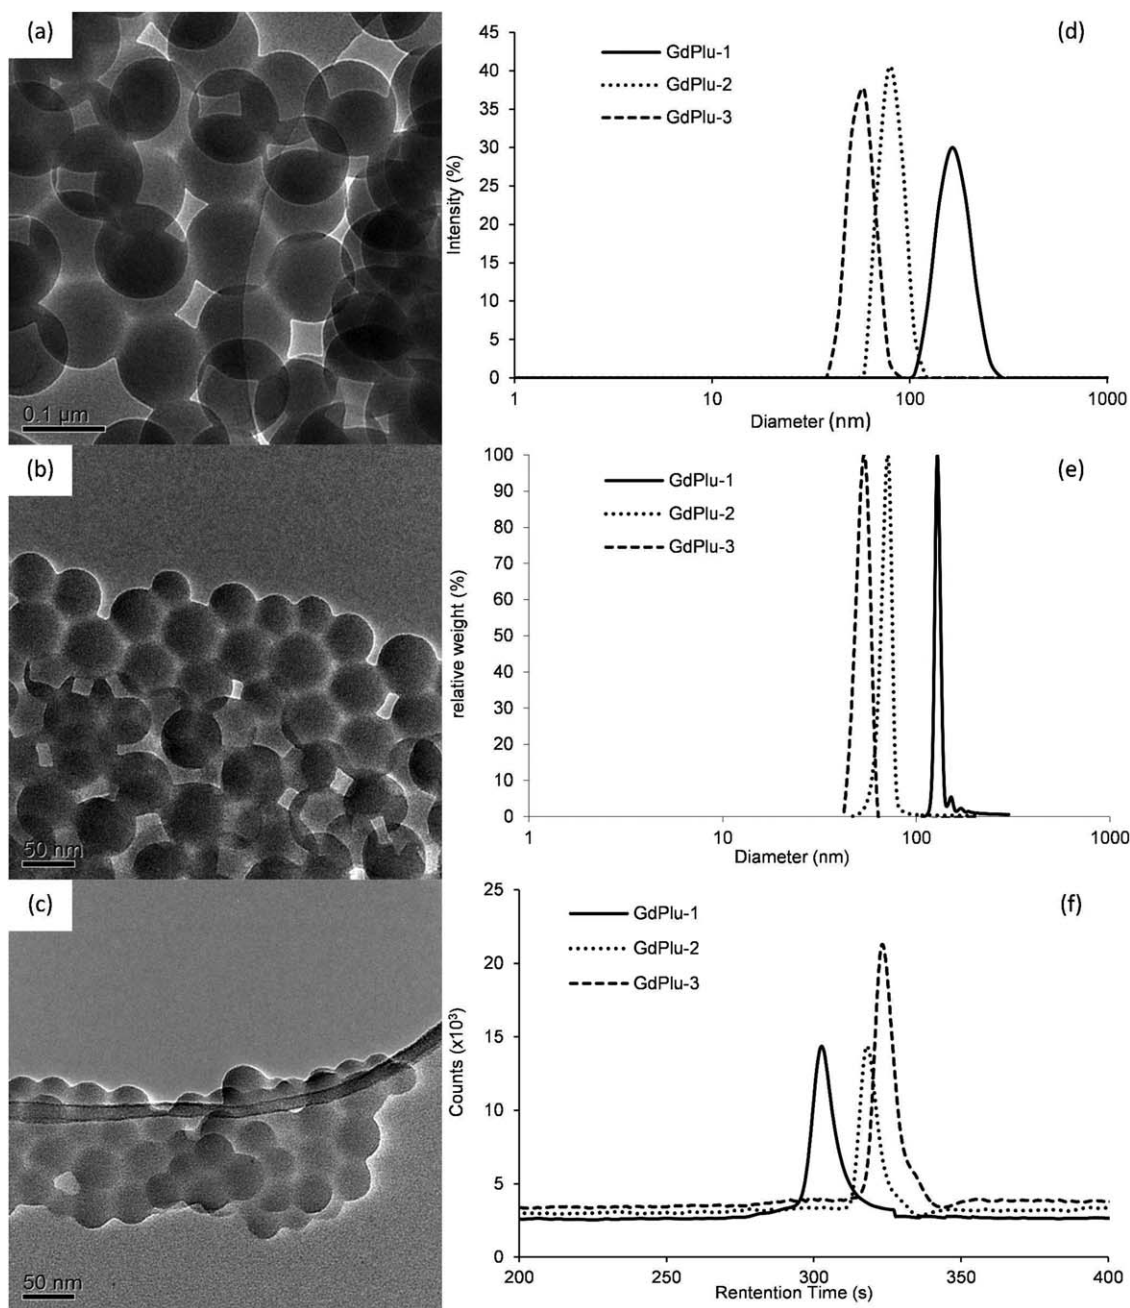 (a)
0.1 µm
(b)
50 nm
(c)
50 nm
(d)
GdPlu-1
GdPlu-2
GdPlu-3
Intensity (%)
45
40
35
30
25
20
15
10
5
0
1
10
100
1000
Diameter (nm)
(e)
GdPlu-1
GdPlu-2
GdPlu-3
relative weight (%)
100
90
80
70
60
50
40
30
20
10
0
1
10
100
1000
Diameter (nm)
(f)
GdPlu-1
GdPlu-2
GdPlu-3
Counts (x10³)
25
20
15
10
5
0
200
250
300
350
400
Rentention Time (s)